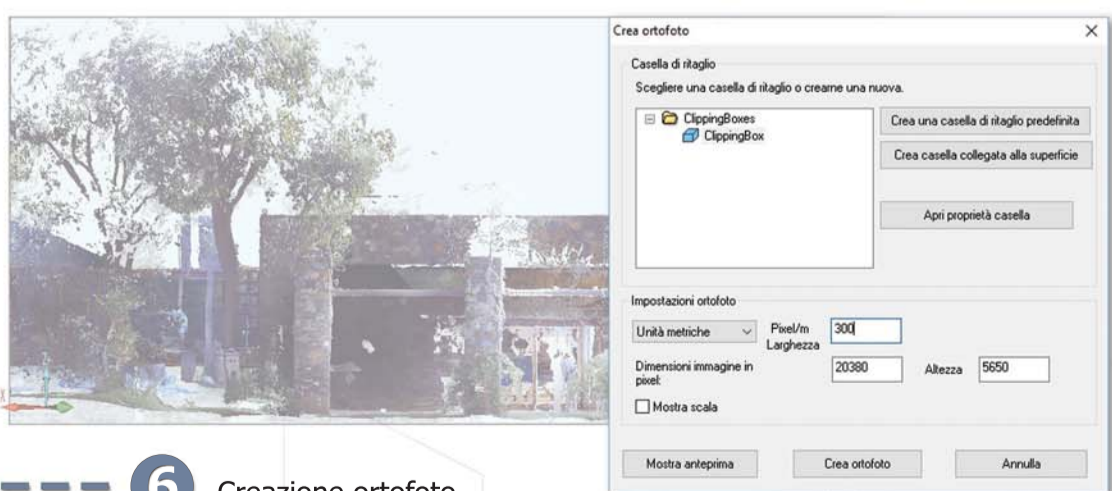 Crea ortofoto
Casella di ritaglio
Scegliere una casella di ritaglio o crearne una nuova.
ClippingBoxes
ClippingBox
Crea una casella di ritaglio predefinita
Crea casella collegata alla superficie
Apri proprietà casella
Impostazioni ortofoto
Unità metriche
Pixel/m
300
Larghezza
Dimensioni immagine in
pixel:
20380
Altezza
5650
Mostra scala
Mostra anteprima
Crea ortofoto
Annulla
X
6
Creazione ortofoto